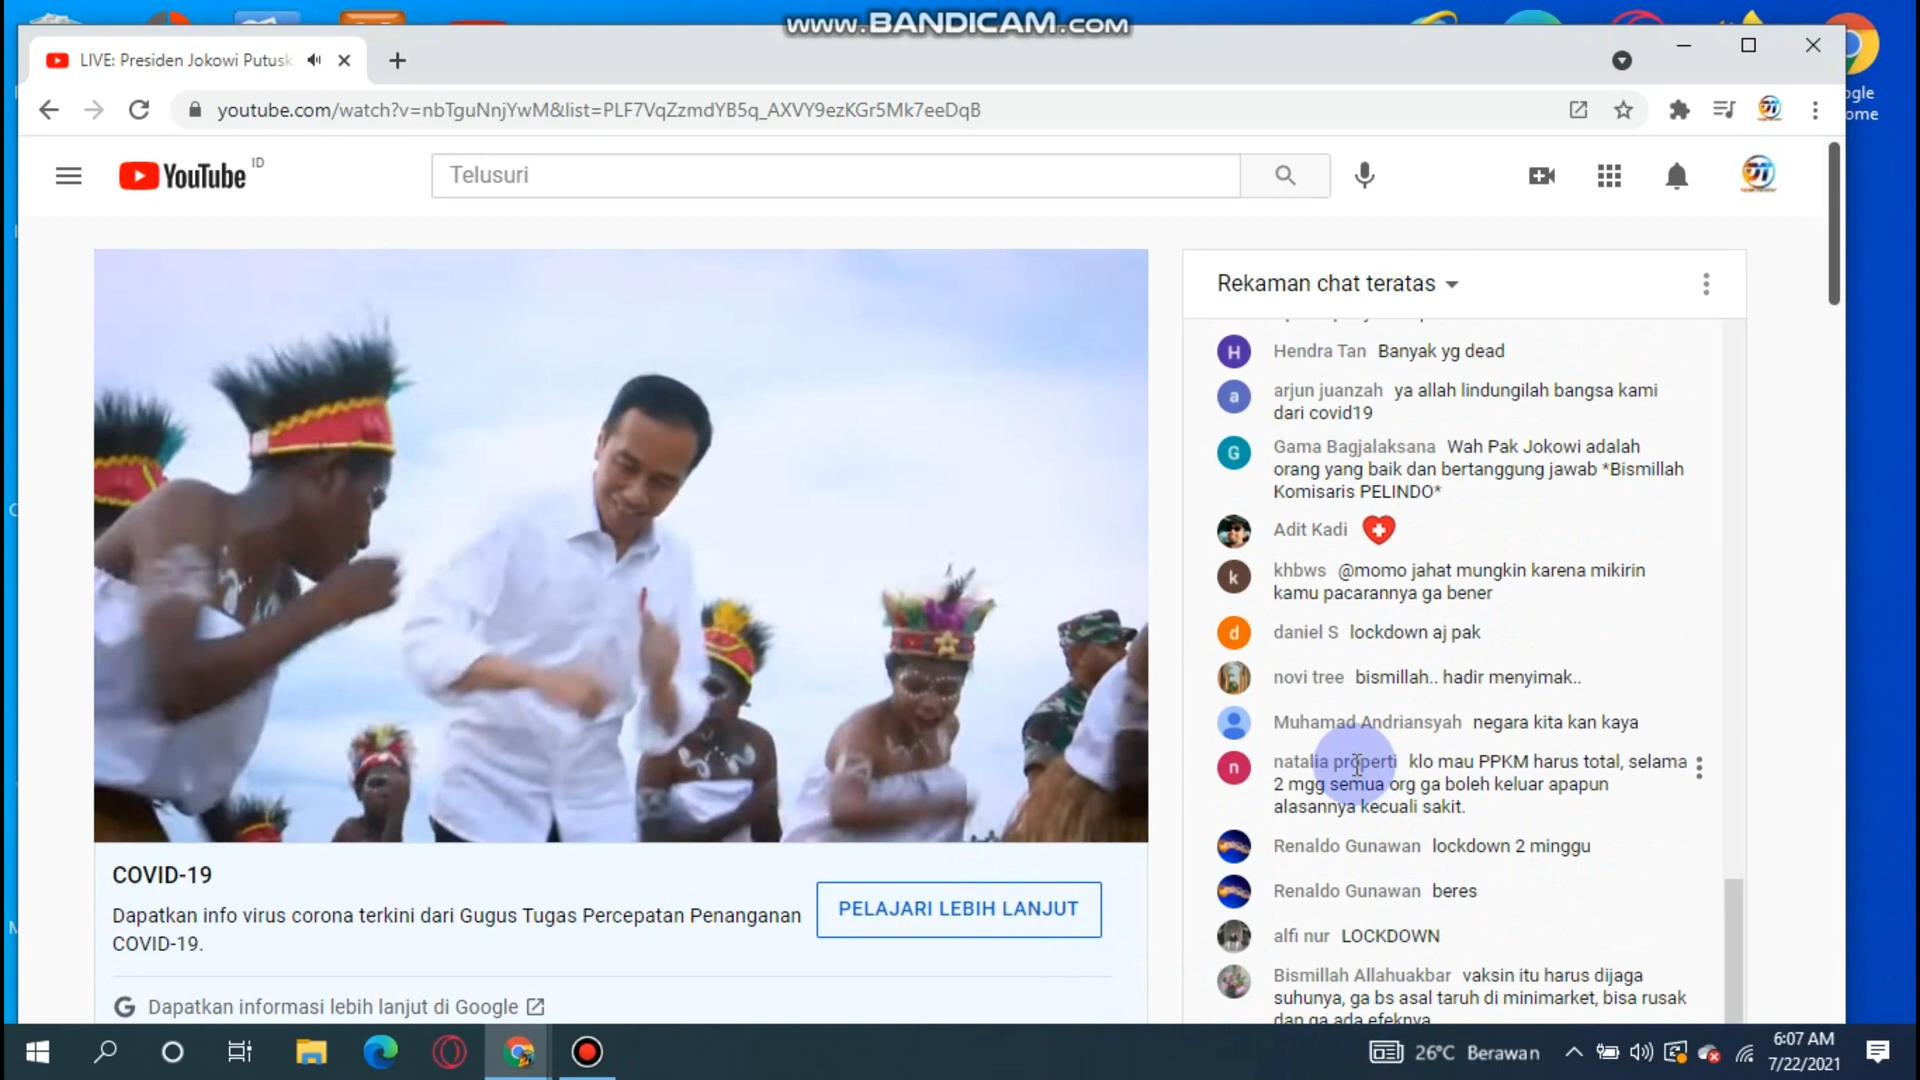 www.BANDICAM.com
LIVE: Presiden Jokowi Putusk
youtube.com/watch?v=nbTguNnjYwM&list=PLF7VqZzmdYB5q_AXVY9ezKGr5Mk7eeDqB
YouTube ID
Telusuri
Rekaman chat teratas
Hendra Tan Banyak yg dead
arjun juanzah ya allah lindungilah bangsa kami
dari covid19
Gama Bagjalaksana Wah Pak Jokowi adalah
orang yang baik dan bertanggung jawab *Bismillah
Komisaris PELINDO*
Adit Kadi
khbws @momo jahat mungkin karena mikirin
kamu pacarannya ga bener
daniel S lockdown aj pak
novi tree bismillah.. hadir menyimak..
Muhamad Andriansyah negara kita kan kaya
natalia properti klo mau PPKM harus total, selama
2 mgg semua org ga boleh keluar apapun
alasannya kecuali sakit.
Renaldo Gunawan lockdown 2 minggu
Renaldo Gunawan beres
alfi nur LOCKDOWN
Bismillah Allahuakbar vaksin itu harus dijaga
suhunya, ga bs asal taruh di minimarket, bisa rusak
dan ga ada efeknya
COVID-19
Dapatkan info virus corona terkini dari Gugus Tugas Percepatan Penanganan
COVID-19.
PELAJARI LEBIH LANJUT
Dapatkan informasi lebih lanjut di Google
26°C Berawan
6:07 AM
7/22/2021